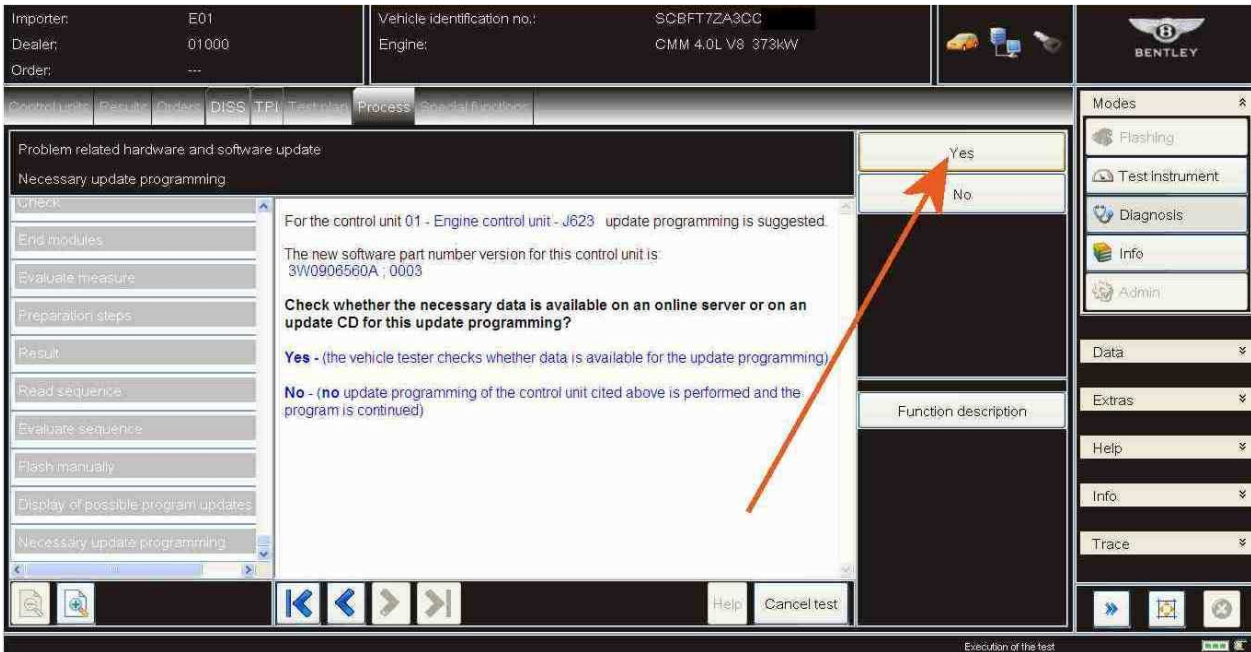 Importer:
E01
Vehicle identification no.:
SCBFT7ZA3CC
Dealer:
01000
Engine:
CMM 4.0L V8 373kW
Order:
---
BENTLEY
Control units
Results
Orders
DISS
TPI
Test plan
Process
Special functions
Problem related hardware and software update
Necessary update programming
Check
End modules
Evaluate measure
Preparation steps
Result
Read sequence
Evaluate sequence
Flash manually
Display of possible program updates
Necessary update programming
For the control unit 01 - Engine control unit - J623 update programming is suggested.
The new software part number version for this control unit is:
3W0906560A ; 0003
Check whether the necessary data is available on an online server or on an
update CD for this update programming?
Yes - (the vehicle tester checks whether data is available for the update programming)
No - (no update programming of the control unit cited above is performed and the
program is continued)
Help
Cancel test
Yes
No
Function description
Modes
Flashing
Test instrument
Diagnosis
Info
Admin
Data
Extras
Help
Info
Trace
Execution of the test